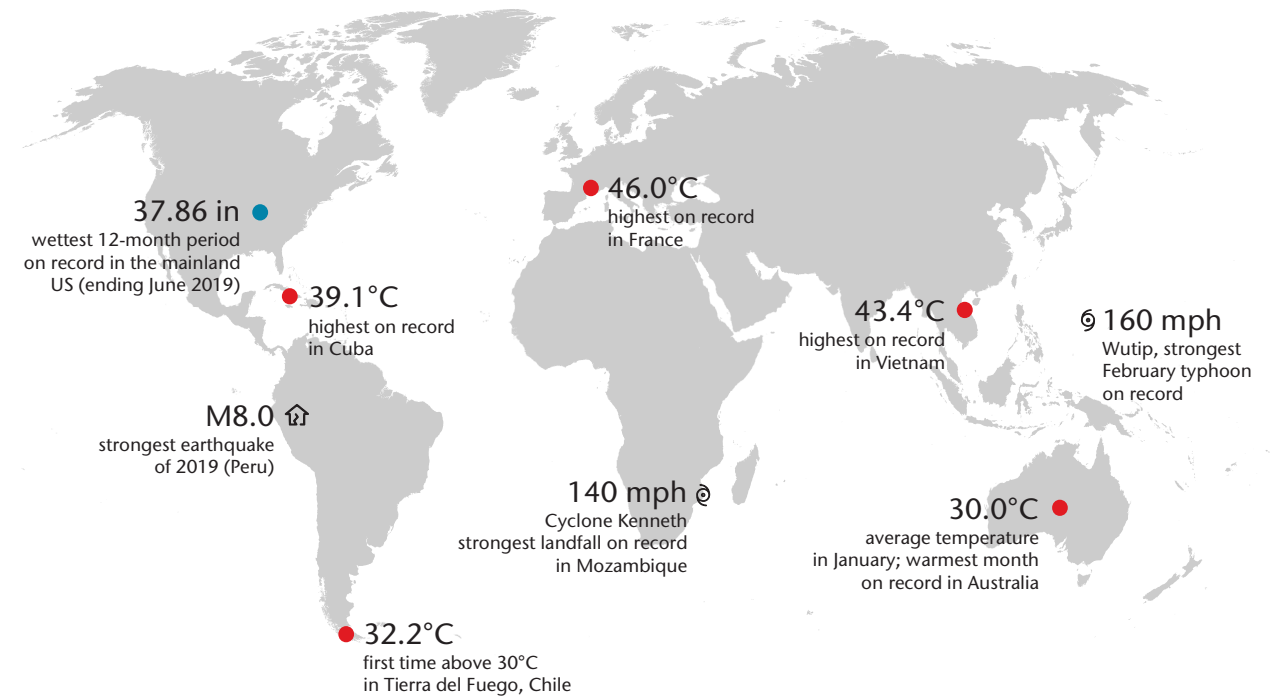 46.0°C
highest on record
in France
37.86 in
wettest 12-month period
on record in the mainland
US (ending June 2019)
39.1°C
highest on record
in Cuba
43.4°C
highest on record
in Vietnam
160 mph
Wutip, strongest
February typhoon
on record
M8.0
strongest earthquake
of 2019 (Peru)
140 mph
Cyclone Kenneth
strongest landfall on record
in Mozambique
30.0°C
average temperature
in January; warmest month
on record in Australia
32.2°C
first time above 30°C
in Tierra del Fuego, Chile